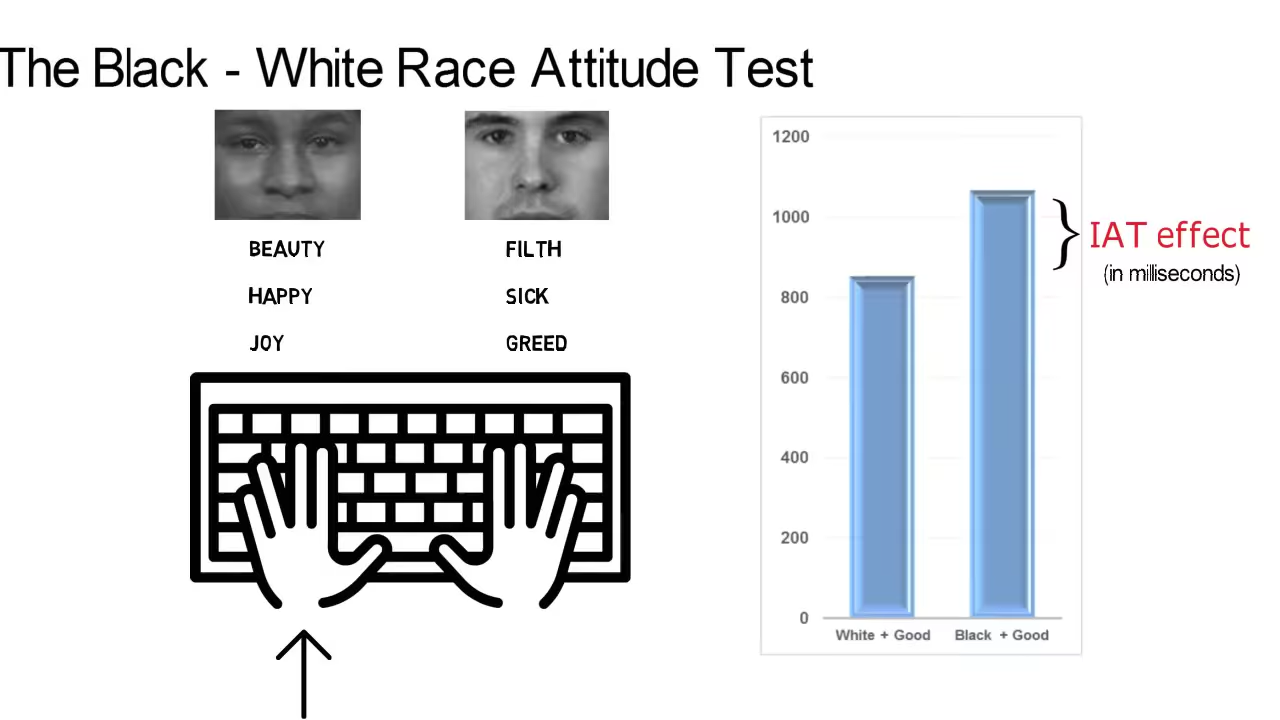 The Black - White Race Attitude Test
BEAUTY
HAPPY
JOY
FILTH
SICK
GREED
1200
1000
800
600
400
200
0
White + Good
Black + Good
IAT effect
(in milliseconds)